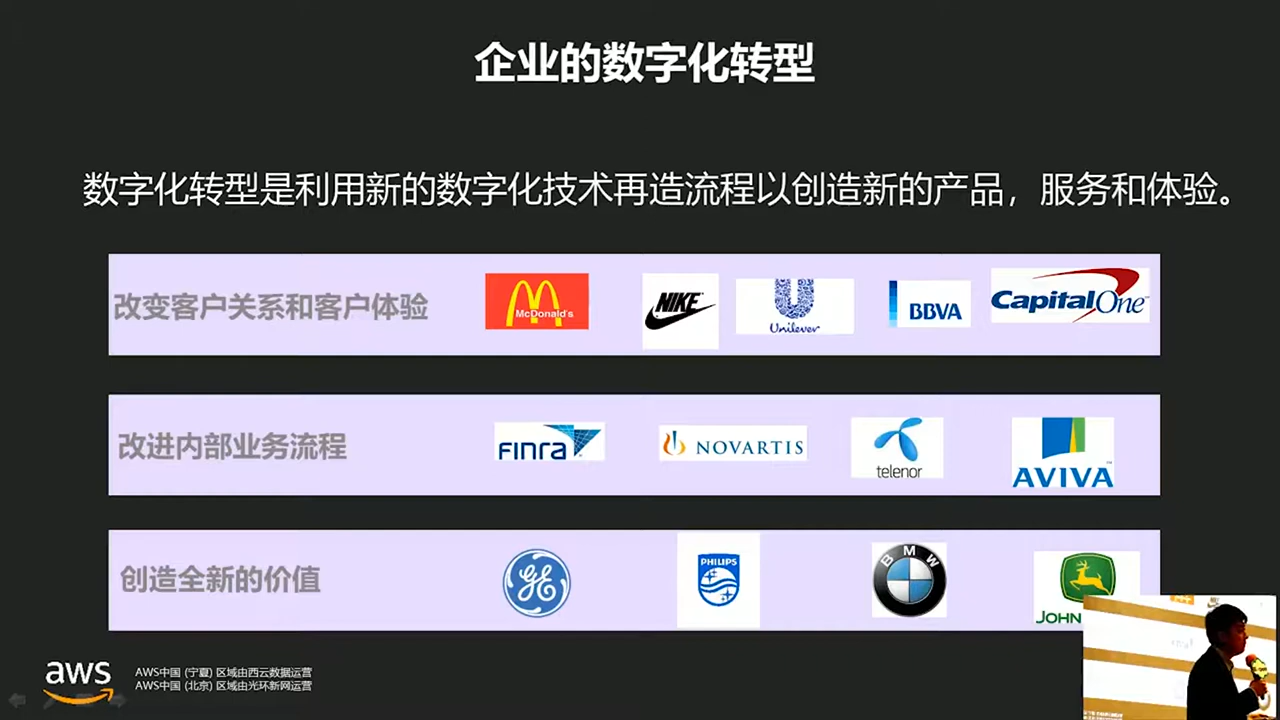 企业的数字化转型
数字化转型是利用新的数字化技术再造流程以创造新的产品，服务和体验。
改变客户关系和客户体验
McDonald's
NIKE
Unilever
BBVA
Capital One
改进内部业务流程
FINRA
NOVARTIS
telenor
AVIVA
创造全新的价值
GE
PHILIPS
BMW
JOHN
aws
AWS中国 (宁夏) 区域由西云数据运营
AWS中国 (北京) 区域由光环新网运营